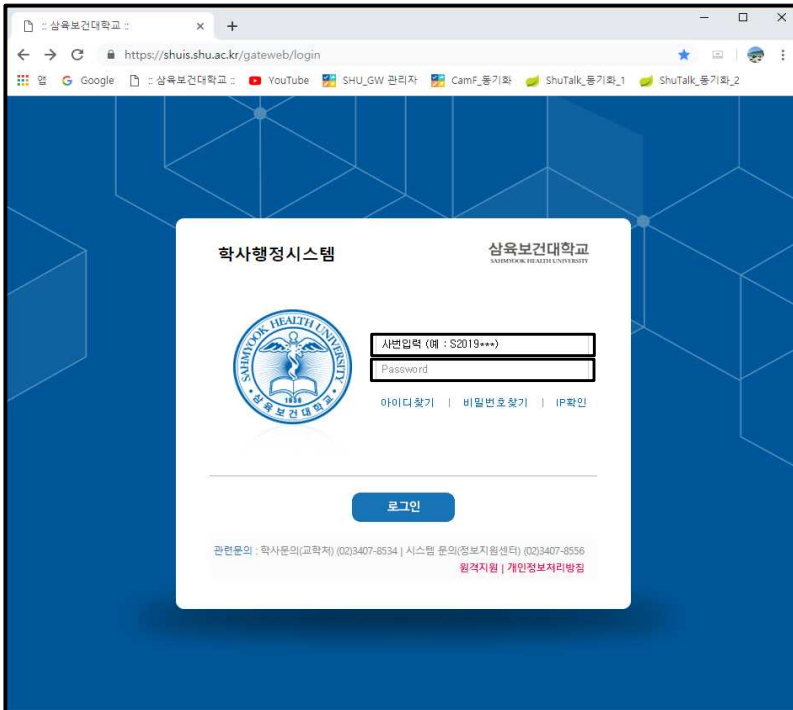 :: 삼육보건대학교 ::
https://shuis.shu.ac.kr/gateweb/login
앱 Google :: 삼육보건대학교 :: YouTube SHU_GW 관리자 CamF_동기화 ShuTalk_동기화_1 ShuTalk_동기화_2
학사행정시스템
삼육보건대학교
SAHMYOOK HEALTH UNIVERSITY
SAHMYOOK HEALTH UNIVERSITY
1936
삼육보건대학교
사번입력 (예 : S2019***)
Password
아이디찾기 | 비밀번호찾기 | IP확인
로그인
관련문의 : 학사문의(교학처) (02)3407-8534 | 시스템 문의(정보지원센터) (02)3407-8556
원격지원 | 개인정보처리방침